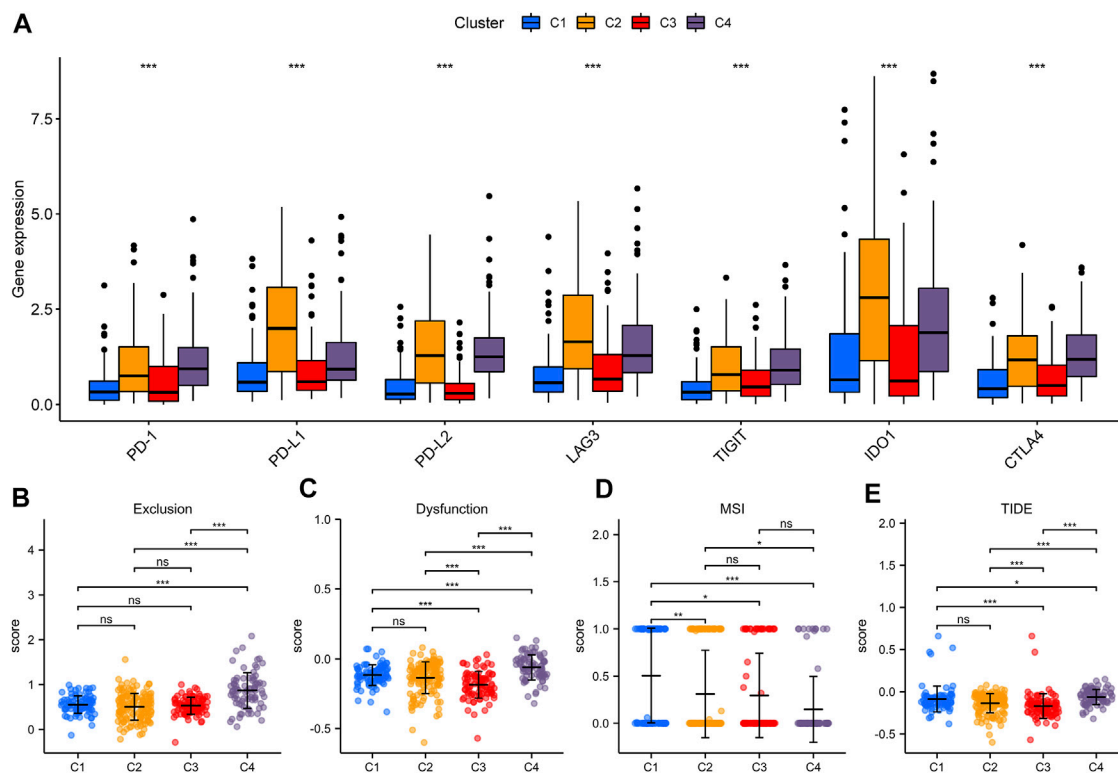 A
Cluster C1 C2 C3 C4
*** *** *** *** *** *** ***
Gene expression
7.5
5.0
2.5
0.0
PD-1 PD-L1 PD-L2 LAG3 TIGIT IDO1 CTLA4
B
Exclusion
score
4
3
2
1
0
***
***
ns
***
ns
ns
C1 C2 C3 C4
C
Dysfunction
score
1.0
0.5
0.0
-0.5
***
***
***
***
***
ns
C1 C2 C3 C4
D
MSI
score
2.0
1.5
1.0
0.5
0.0
ns
*
ns
***
*
**
C1 C2 C3 C4
E
TIDE
score
2.0
1.5
1.0
0.5
0.0
-0.5
***
***
***
*
***
ns
C1 C2 C3 C4